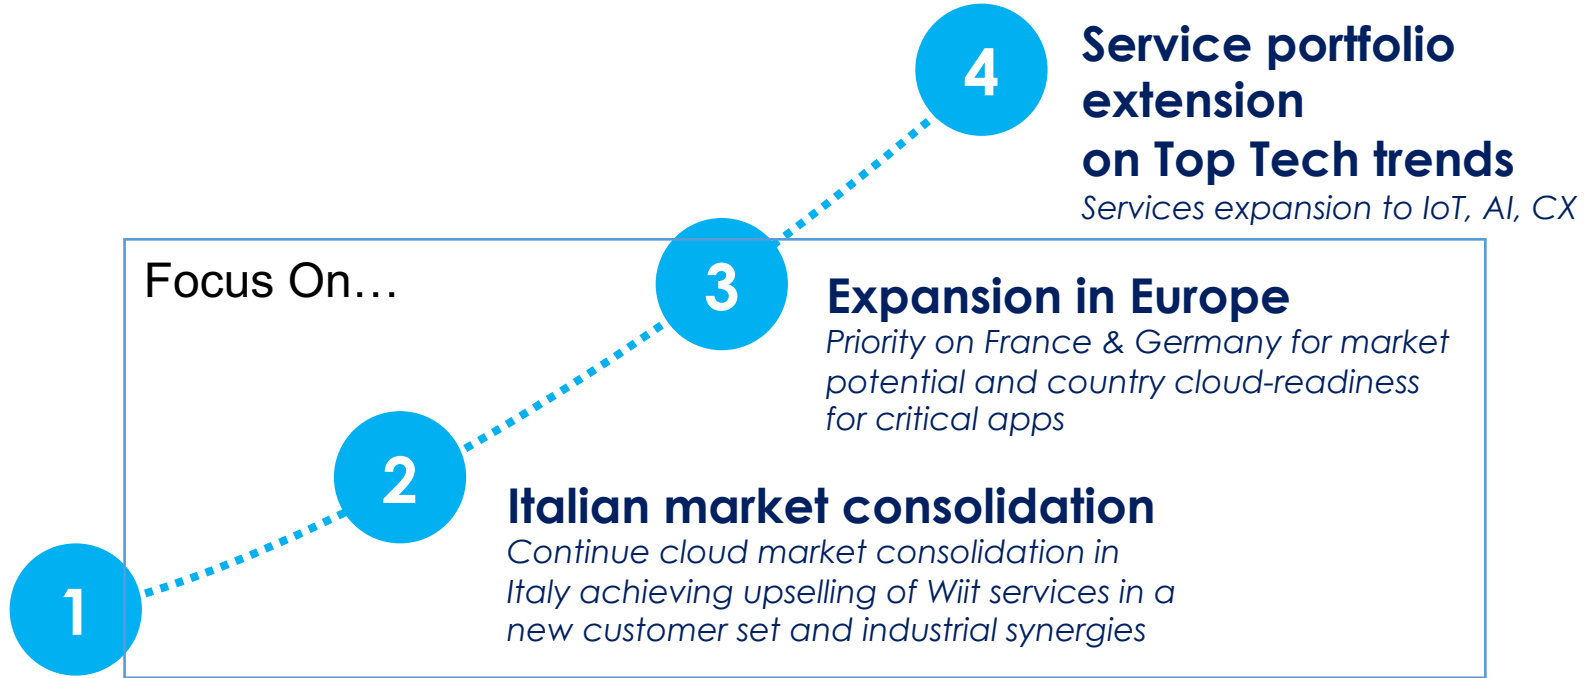 4
Service portfolio
extension
on Top Tech trends
Services expansion to IoT, AI, CX
Focus On…
3
Expansion in Europe
Priority on France & Germany for market
potential and country cloud-readiness
for critical apps
2
Italian market consolidation
Continue cloud market consolidation in
Italy achieving upselling of Wiit services in a
new customer set and industrial synergies
1